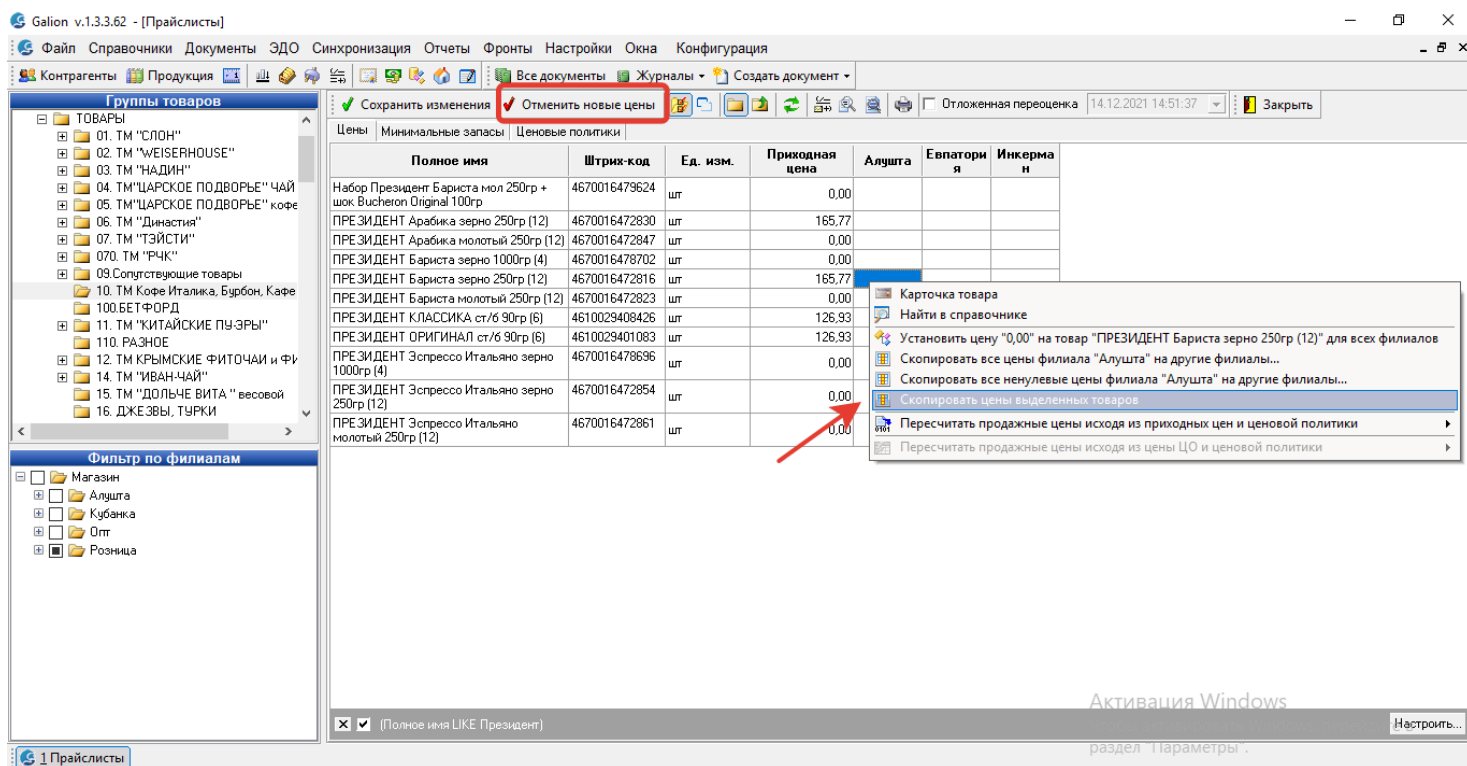 Galion v.1.3.3.62 - [Прайслисты]
Файл Справочники Документы ЭДО Синхронизация Отчеты Фронты Настройки Окна Конфигурация
Контрагенты Продукция Все документы Журналы Создать документ
Группы товаров
ТОВАРЫ
01. ТМ "СЛОН"
02. ТМ "WEISERHOUSE"
03. ТМ "НАДИН"
04. ТМ"ЦАРСКОЕ ПОДВОРЬЕ" ЧАЙ
05. ТМ"ЦАРСКОЕ ПОДВОРЬЕ" кофе
06. ТМ "Династия"
07. ТМ "ТЭЙСТИ"
070. ТМ "РЧК"
09.Сопутствующие товары
10. ТМ Кофе Италика, Бурбон, Кафе
100.БЕТФОРД
11. ТМ "КИТАЙСКИЕ ПУ-ЭРЫ"
110. РАЗНОЕ
12. ТМ КРЫМСКИЕ ФИТОЧАИ и ФИ
14. ТМ "ИВАН-ЧАЙ"
15. ТМ "ДОЛЬЧЕ ВИТА " весовой
16. ДЖЕЗВЫ, ТУРКИ
Фильтр по филиалам
Магазин
Алушта
Кубанка
Опт
Розница
Сохранить изменения Отменить новые цены Отложенная переоценка 14.12.2021 14:51:37 Закрыть
Цены Минимальные запасы Ценовые политики
Полное имя Штрих-код Ед. изм. Приходная цена Алушта Евпатория Инкерман
Набор Президент Бариста мол 250гр + 4670016479624 шт 0,00
шок Bucheron Original 100гр
ПРЕЗИДЕНТ Арабика зерно 250гр (12) 4670016472830 шт 165,77
ПРЕЗИДЕНТ Арабика молотый 250гр (12) 4670016472847 шт 0,00
ПРЕЗИДЕНТ Бариста зерно 1000гр (4) 4670016478702 шт 0,00
ПРЕЗИДЕНТ Бариста зерно 250гр (12) 4670016472816 шт 165,77
ПРЕЗИДЕНТ Бариста молотый 250гр (12) 4670016472823 шт 0,00
ПРЕЗИДЕНТ КЛАССИКА ст/б 90гр (6) 4610029408426 шт 126,93
ПРЕЗИДЕНТ ОРИГИНАЛ ст/б 90гр (6) 4610029401083 шт 126,93
ПРЕЗИДЕНТ Эспрессо Итальяно зерно 4670016478696 шт 0,00
1000гр (4)
ПРЕЗИДЕНТ Эспрессо Итальяно зерно 4670016472854 шт 0,00
250гр (12)
ПРЕЗИДЕНТ Эспрессо Итальяно 4670016472861 шт 0,00
молотый 250гр (12)
Карточка товара
Найти в справочнике
Установить цену "0,00" на товар "ПРЕЗИДЕНТ Бариста зерно 250гр (12)" для всех филиалов
Скопировать все цены филиала "Алушта" на другие филиалы...
Скопировать все ненулевые цены филиала "Алушта" на другие филиалы...
Скопировать цены выделенных товаров
Пересчитать продажные цены исходя из приходных цен и ценовой политики
Пересчитать продажные цены исходя из цены ЦО и ценовой политики
Активация Windows
(Полное имя LIKE Президент) Настроить...
раздел "Параметры".
1 Прайслисты